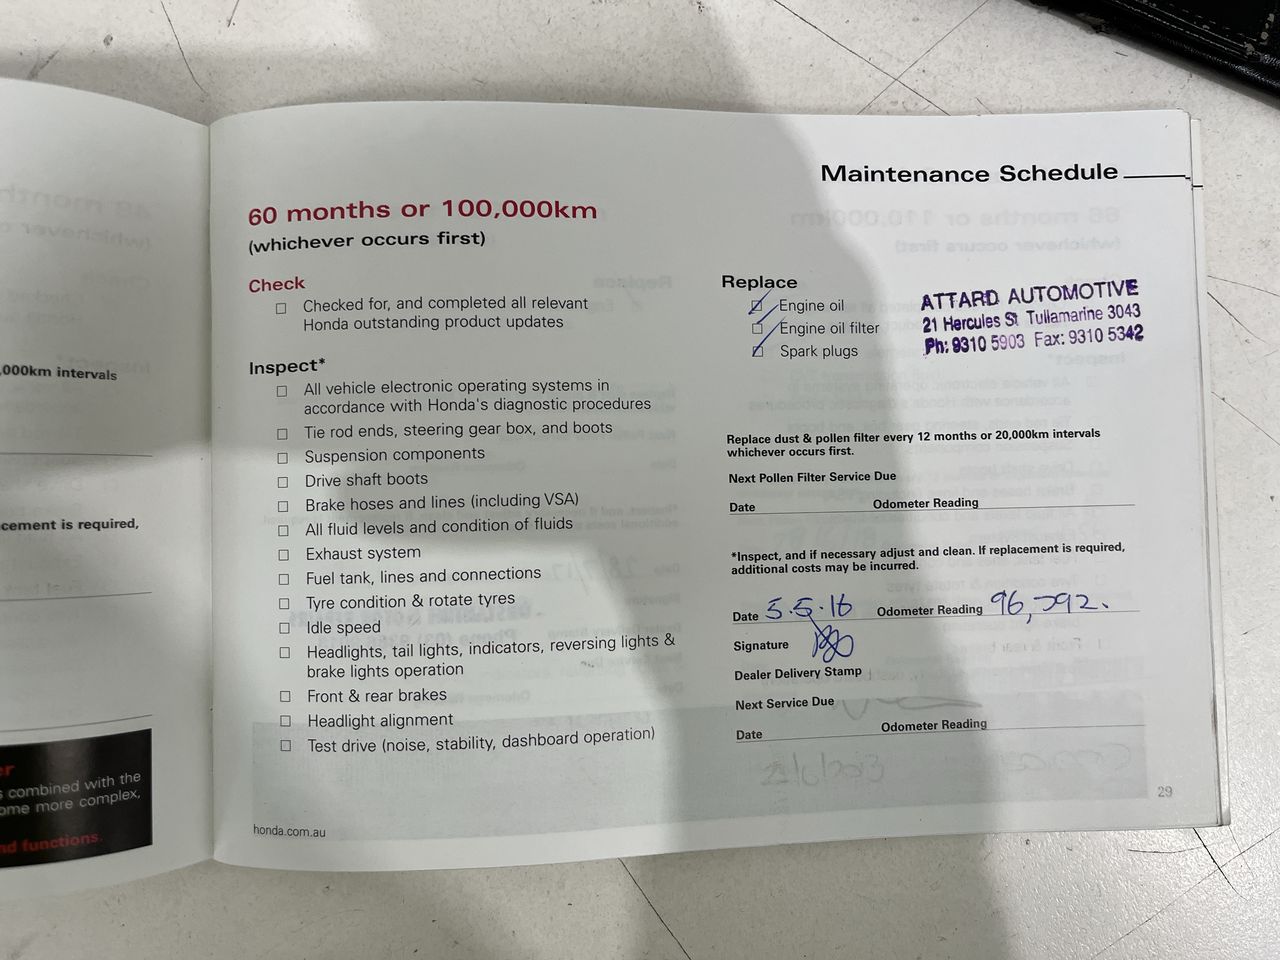 ,000km intervals
cement is required,
er
s combined with the
ome more complex,
nd functions.
Maintenance Schedule
60 months or 100,000km
(whichever occurs first)
Check
Checked for, and completed all relevant
Honda outstanding product updates
Inspect*
All vehicle electronic operating systems in
accordance with Honda's diagnostic procedures
Tie rod ends, steering gear box, and boots
Suspension components
Drive shaft boots
Brake hoses and lines (including VSA)
All fluid levels and condition of fluids
Exhaust system
Fuel tank, lines and connections
Tyre condition & rotate tyres
Idle speed
Headlights, tail lights, indicators, reversing lights &
brake lights operation
Front & rear brakes
Headlight alignment
Test drive (noise, stability, dashboard operation)
honda.com.au
Replace
Engine oil
Engine oil filter
Spark plugs
ATTARD AUTOMOTIVE
21 Hercules St Tullamarine 3043
Ph: 9310 5903 Fax: 9310 5342
Replace dust & pollen filter every 12 months or 20,000km intervals
whichever occurs first.
Next Pollen Filter Service Due
Date Odometer Reading
*Inspect, and if necessary adjust and clean. If replacement is required,
additional costs may be incurred.
Date 5.5.16 Odometer Reading 96,792.
Signature
Dealer Delivery Stamp
Next Service Due
Date Odometer Reading
29